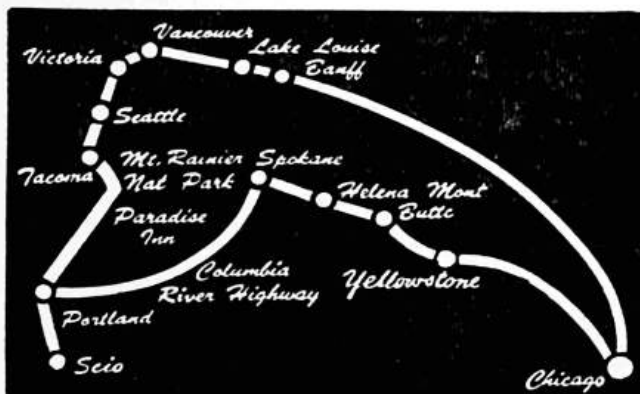 Vancouver
Lake Louise
Victoria
Banff
Seattle
Mt. Rainier Spokane
Tacoma
Nat Park
Helena Mont
Paradise
Butte
Inn
Columbia
Yellowstone
River Highway
Portland
Scio
Chicago